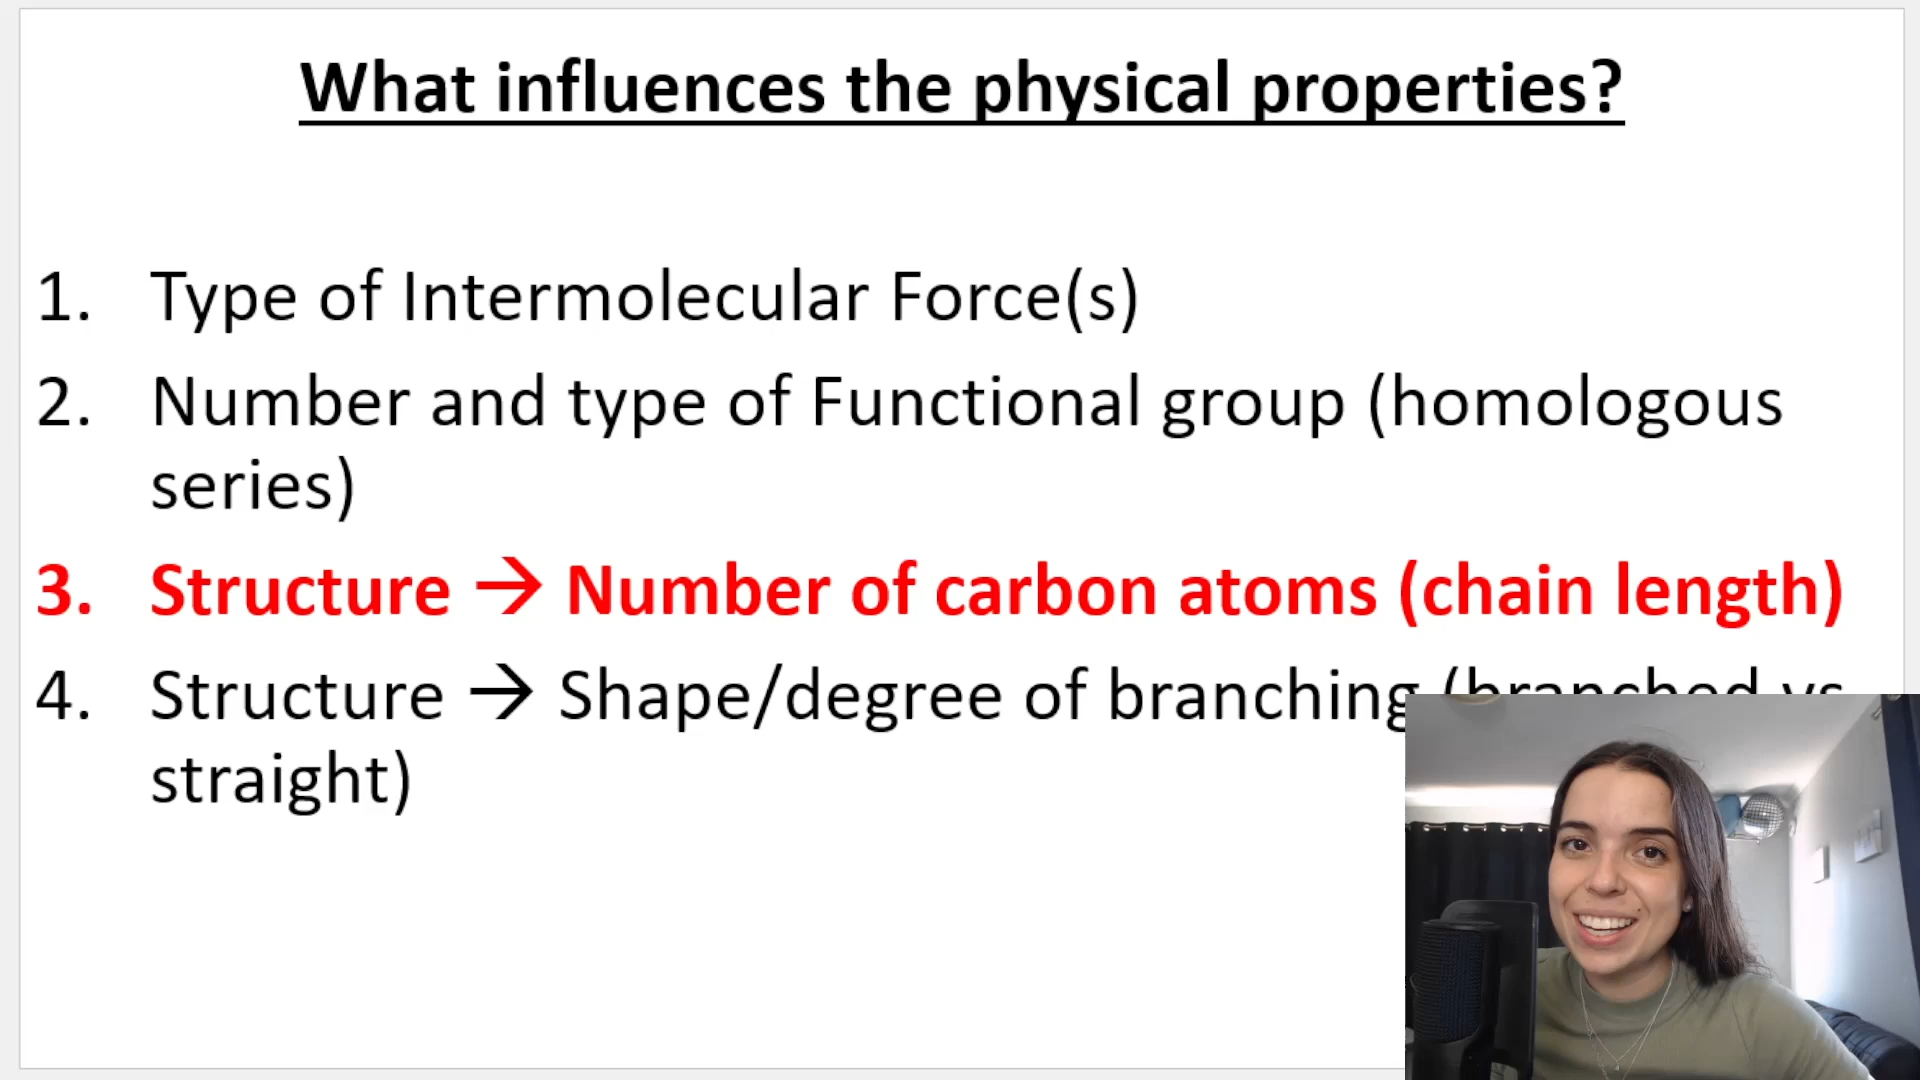 What influences the physical properties?
1. Type of Intermolecular Force(s)
2. Number and type of Functional group (homologous
series)
3. Structure → Number of carbon atoms (chain length)
4. Structure → Shape/degree of branching (branched vs
straight)